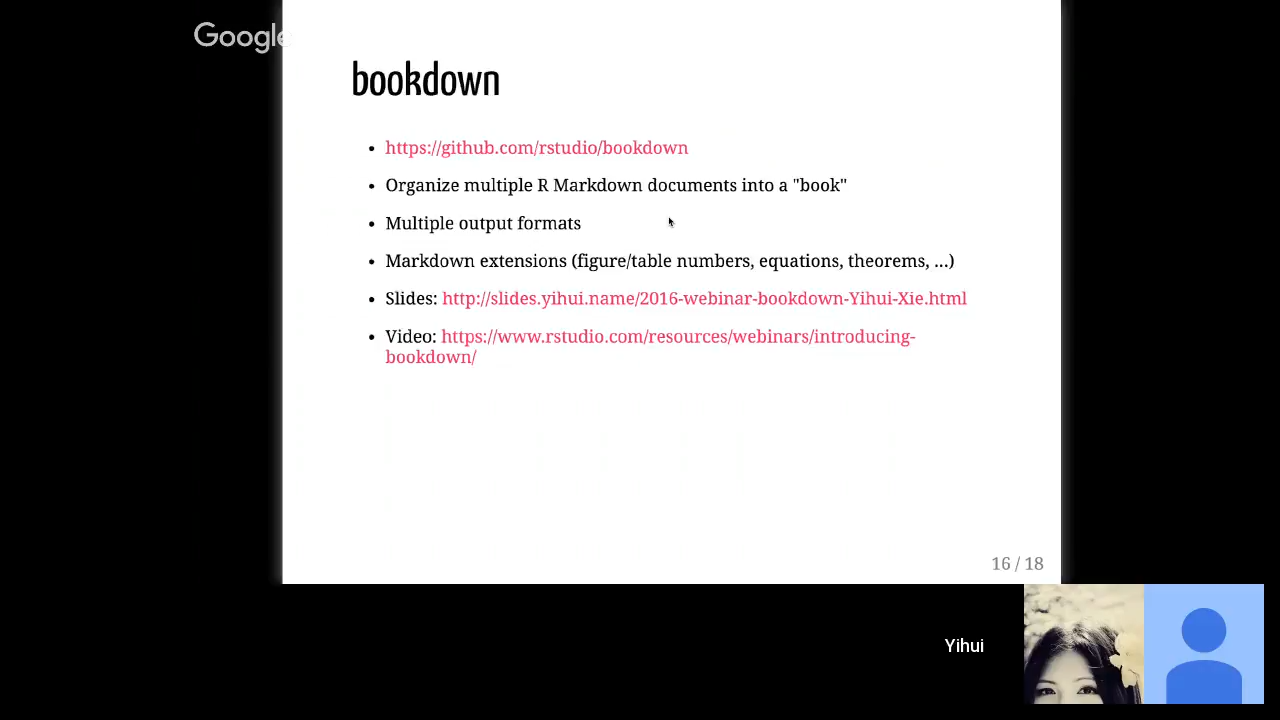 Google
bookdown
https://github.com/rstudio/bookdown
Organize multiple R Markdown documents into a "book"
Multiple output formats
Markdown extensions (figure/table numbers, equations, theorems, ...)
Slides: http://slides.yihui.name/2016-webinar-bookdown-Yihui-Xie.html
Video: https://www.rstudio.com/resources/webinars/introducing-
bookdown/
16 / 18
Yihui